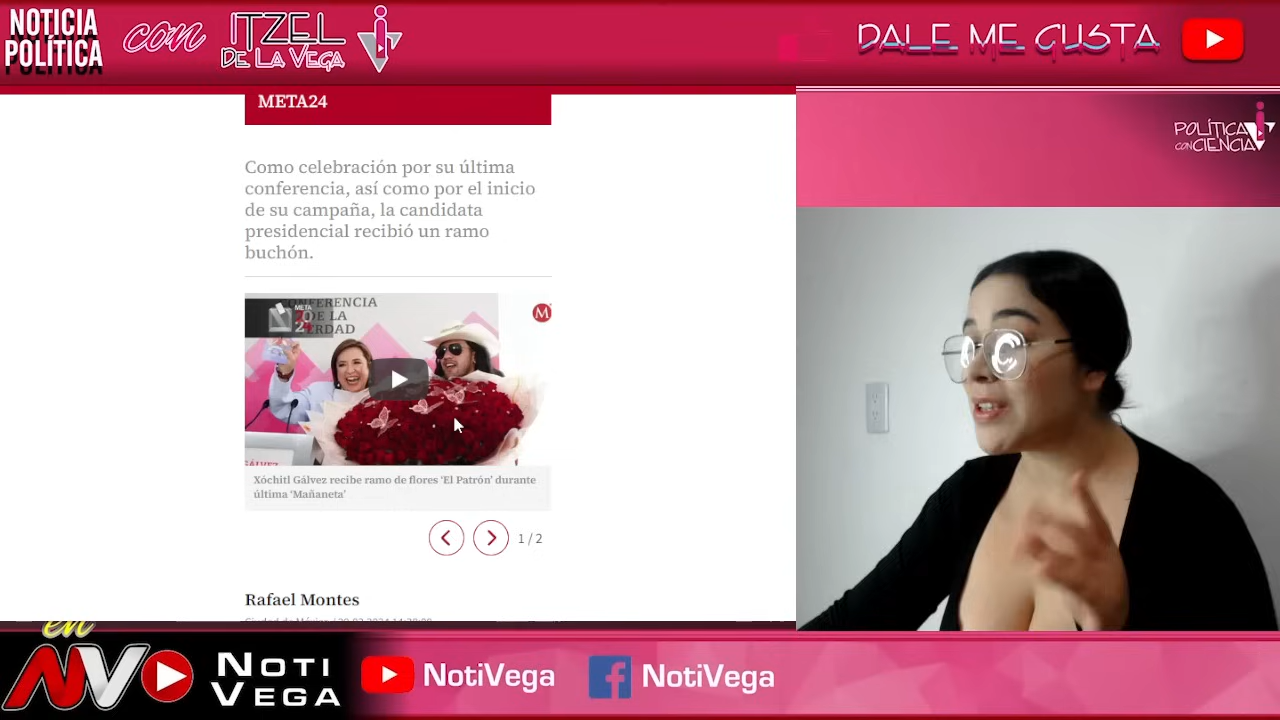 NOTICIA
POLÍTICA
con
ITZEL
DE LA VEGA
DALE ME GUSTA
META24
Como celebración por su última
conferencia, así como por el inicio
de su campaña, la candidata
presidencial recibió un ramo
buchón.
CONFERENCIA
DE LA
VERDAD
META
24
M
GÁLVEZ
Xóchitl Gálvez recibe ramo de flores ‘El Patrón’ durante
última ‘Mañaneta’
1 / 2
Rafael Montes
POLÍTICA
CON CIENCIA
en
NV
NOTI
VEGA
NotiVega
NotiVega